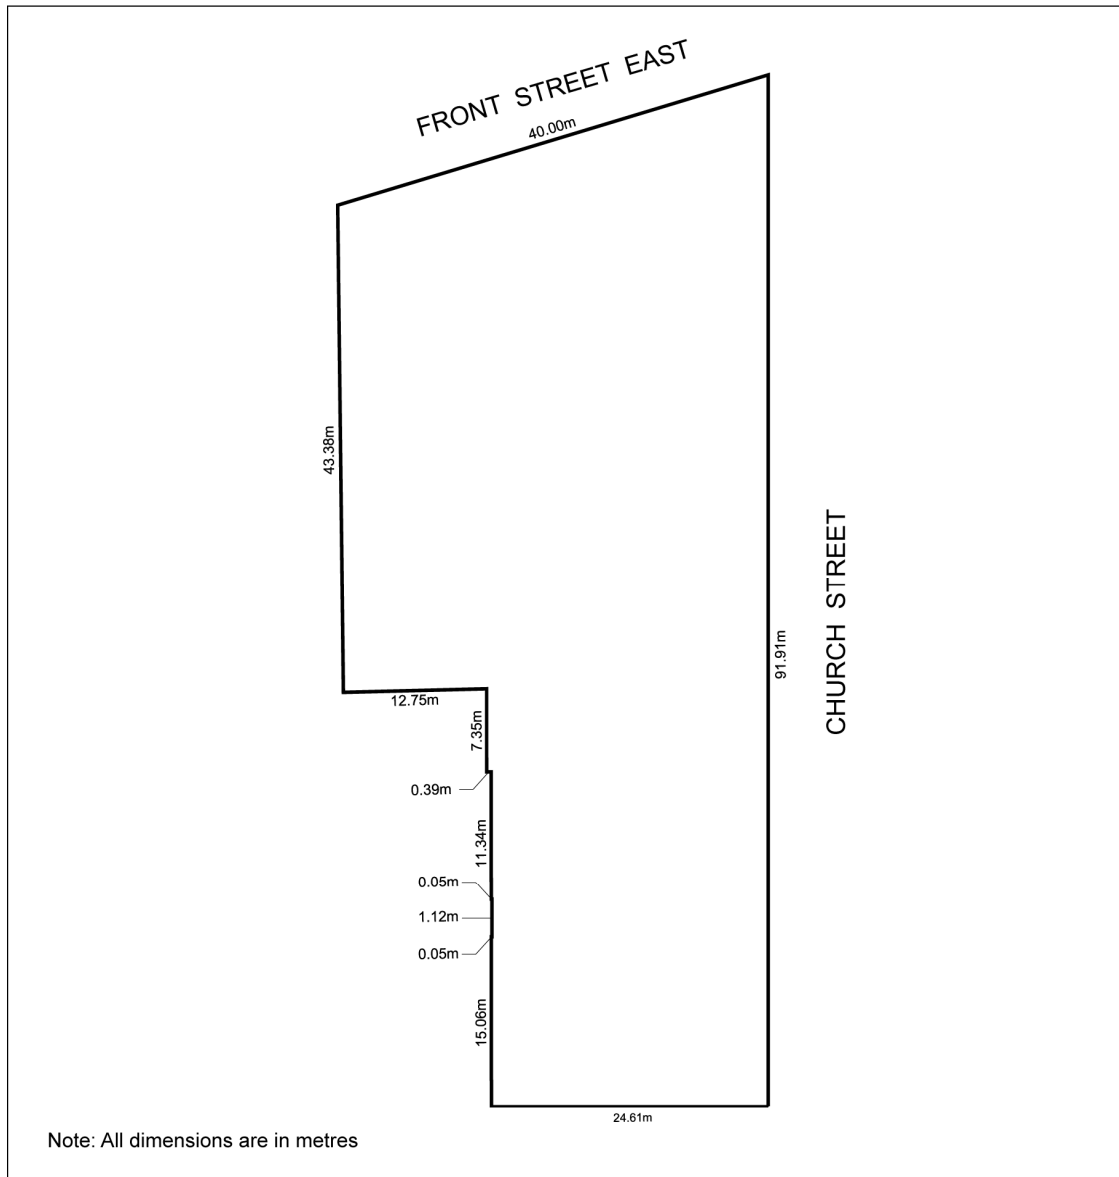 FRONT STREET EAST
40.00m
43.38m
91.91m
CHURCH STREET
12.75m
7.35m
0.39m
11.34m
0.05m
1.12m
0.05m
15.06m
24.61m
Note: All dimensions are in metres